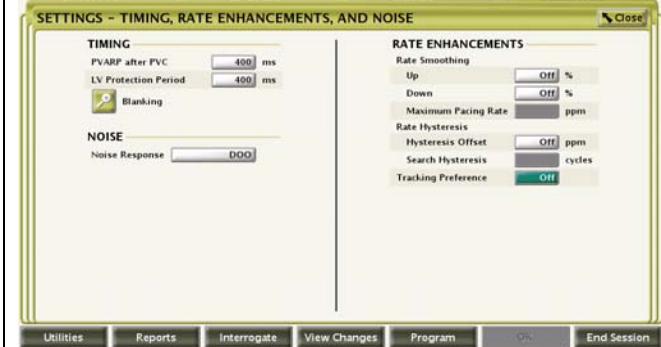 SETTINGS - TIMING, RATE ENHANCEMENTS, AND NOISE
Close
TIMING
PVARP after PVC 400 ms
LV Protection Period 400 ms
Blanking
NOISE
Noise Response DOO
RATE ENHANCEMENTS
Rate Smoothing
Up Off %
Down Off %
Maximum Pacing Rate ppm
Rate Hysteresis
Hysteresis Offset Off ppm
Search Hysteresis cycles
Tracking Preference Off
Utilities Reports Interrogate View Changes Program OK End Session